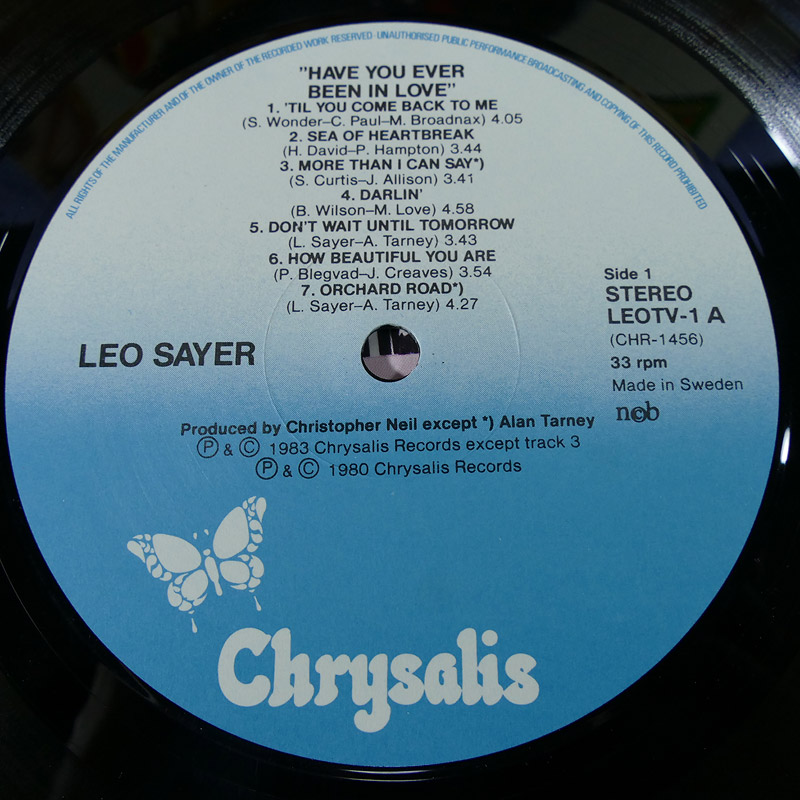 ALL RIGHTS OF THE MANUFACTURER AND OF THE OWNER OF THE RECORDED WORK RESERVED · UNAUTHORISED PUBLIC PERFORMANCE BROADCASTING AND COPYING OF THIS RECORD PROHIBITED
"HAVE YOU EVER
BEEN IN LOVE"
1. 'TIL YOU COME BACK TO ME
(S. Wonder–C. Paul–M. Broadnax) 4.05
2. SEA OF HEARTBREAK
(H. David–P. Hampton) 3.44
3. MORE THAN I CAN SAY*)
(S. Curtis–J. Allison) 3.41
4. DARLIN'
(B. Wilson–M. Love) 4.58
5. DON'T WAIT UNTIL TOMORROW
(L. Sayer–A. Tarney) 3.43
6. HOW BEAUTIFUL YOU ARE
(P. Blegvad–J. Creaves) 3.54
7. ORCHARD ROAD*)
(L. Sayer–A. Tarney) 4.27
Side 1
STEREO
LEOTV-1 A
(CHR-1456)
33 rpm
Made in Sweden
n©b
LEO SAYER
Produced by Christopher Neil except *) Alan Tarney
Ⓟ & © 1983 Chrysalis Records except track 3
Ⓟ & © 1980 Chrysalis Records
Chrysalis